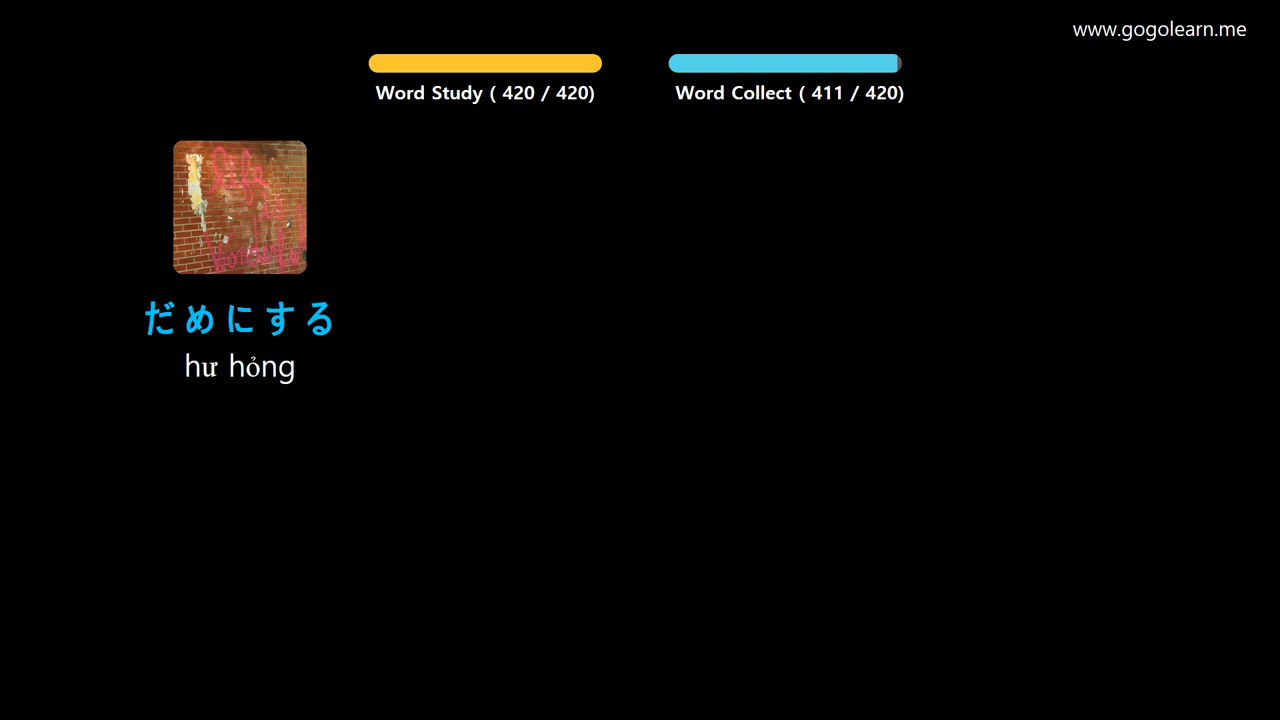 www.gogolearn.me
Word Study ( 420 / 420)
Word Collect ( 411 / 420)
だめにする
hư hỏng